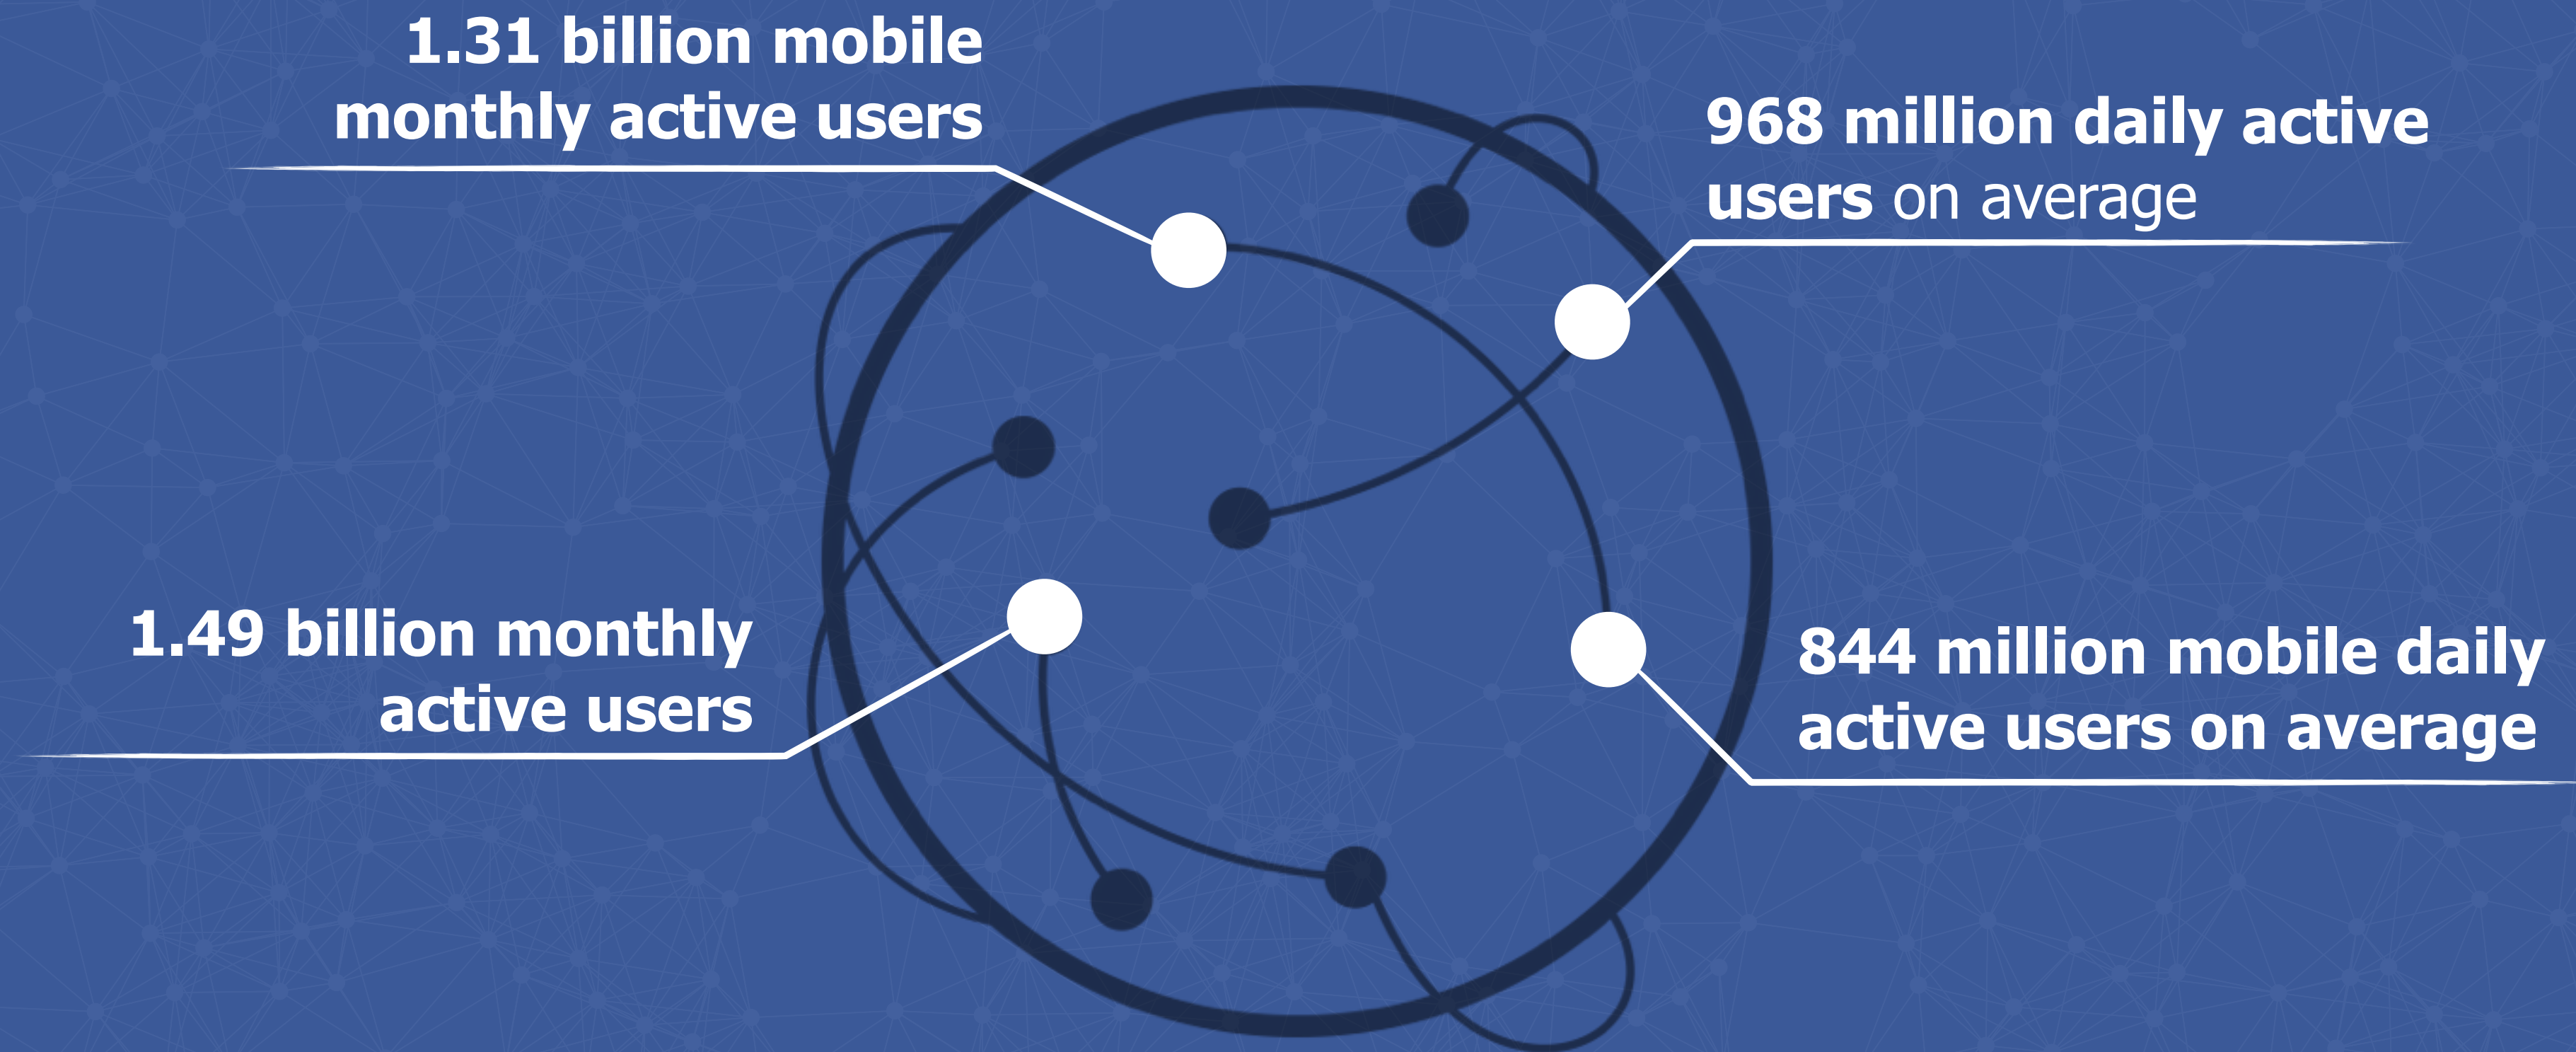 1.31 billion mobile
monthly active users
968 million daily active
users on average
1.49 billion monthly
active users
844 million mobile daily
active users on average